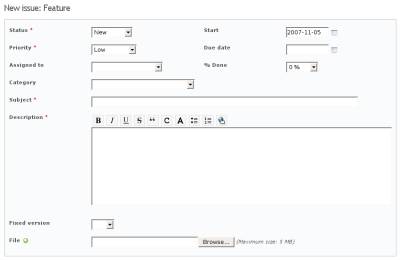 New issue: Feature
Status * New Start 2007-11-05
Priority * Low Due date
Assigned to % Done 0 %
Category
Subject *
Description * B I U S “ C A
Fixed version
File Browse... (Maximum size: 5 MB)